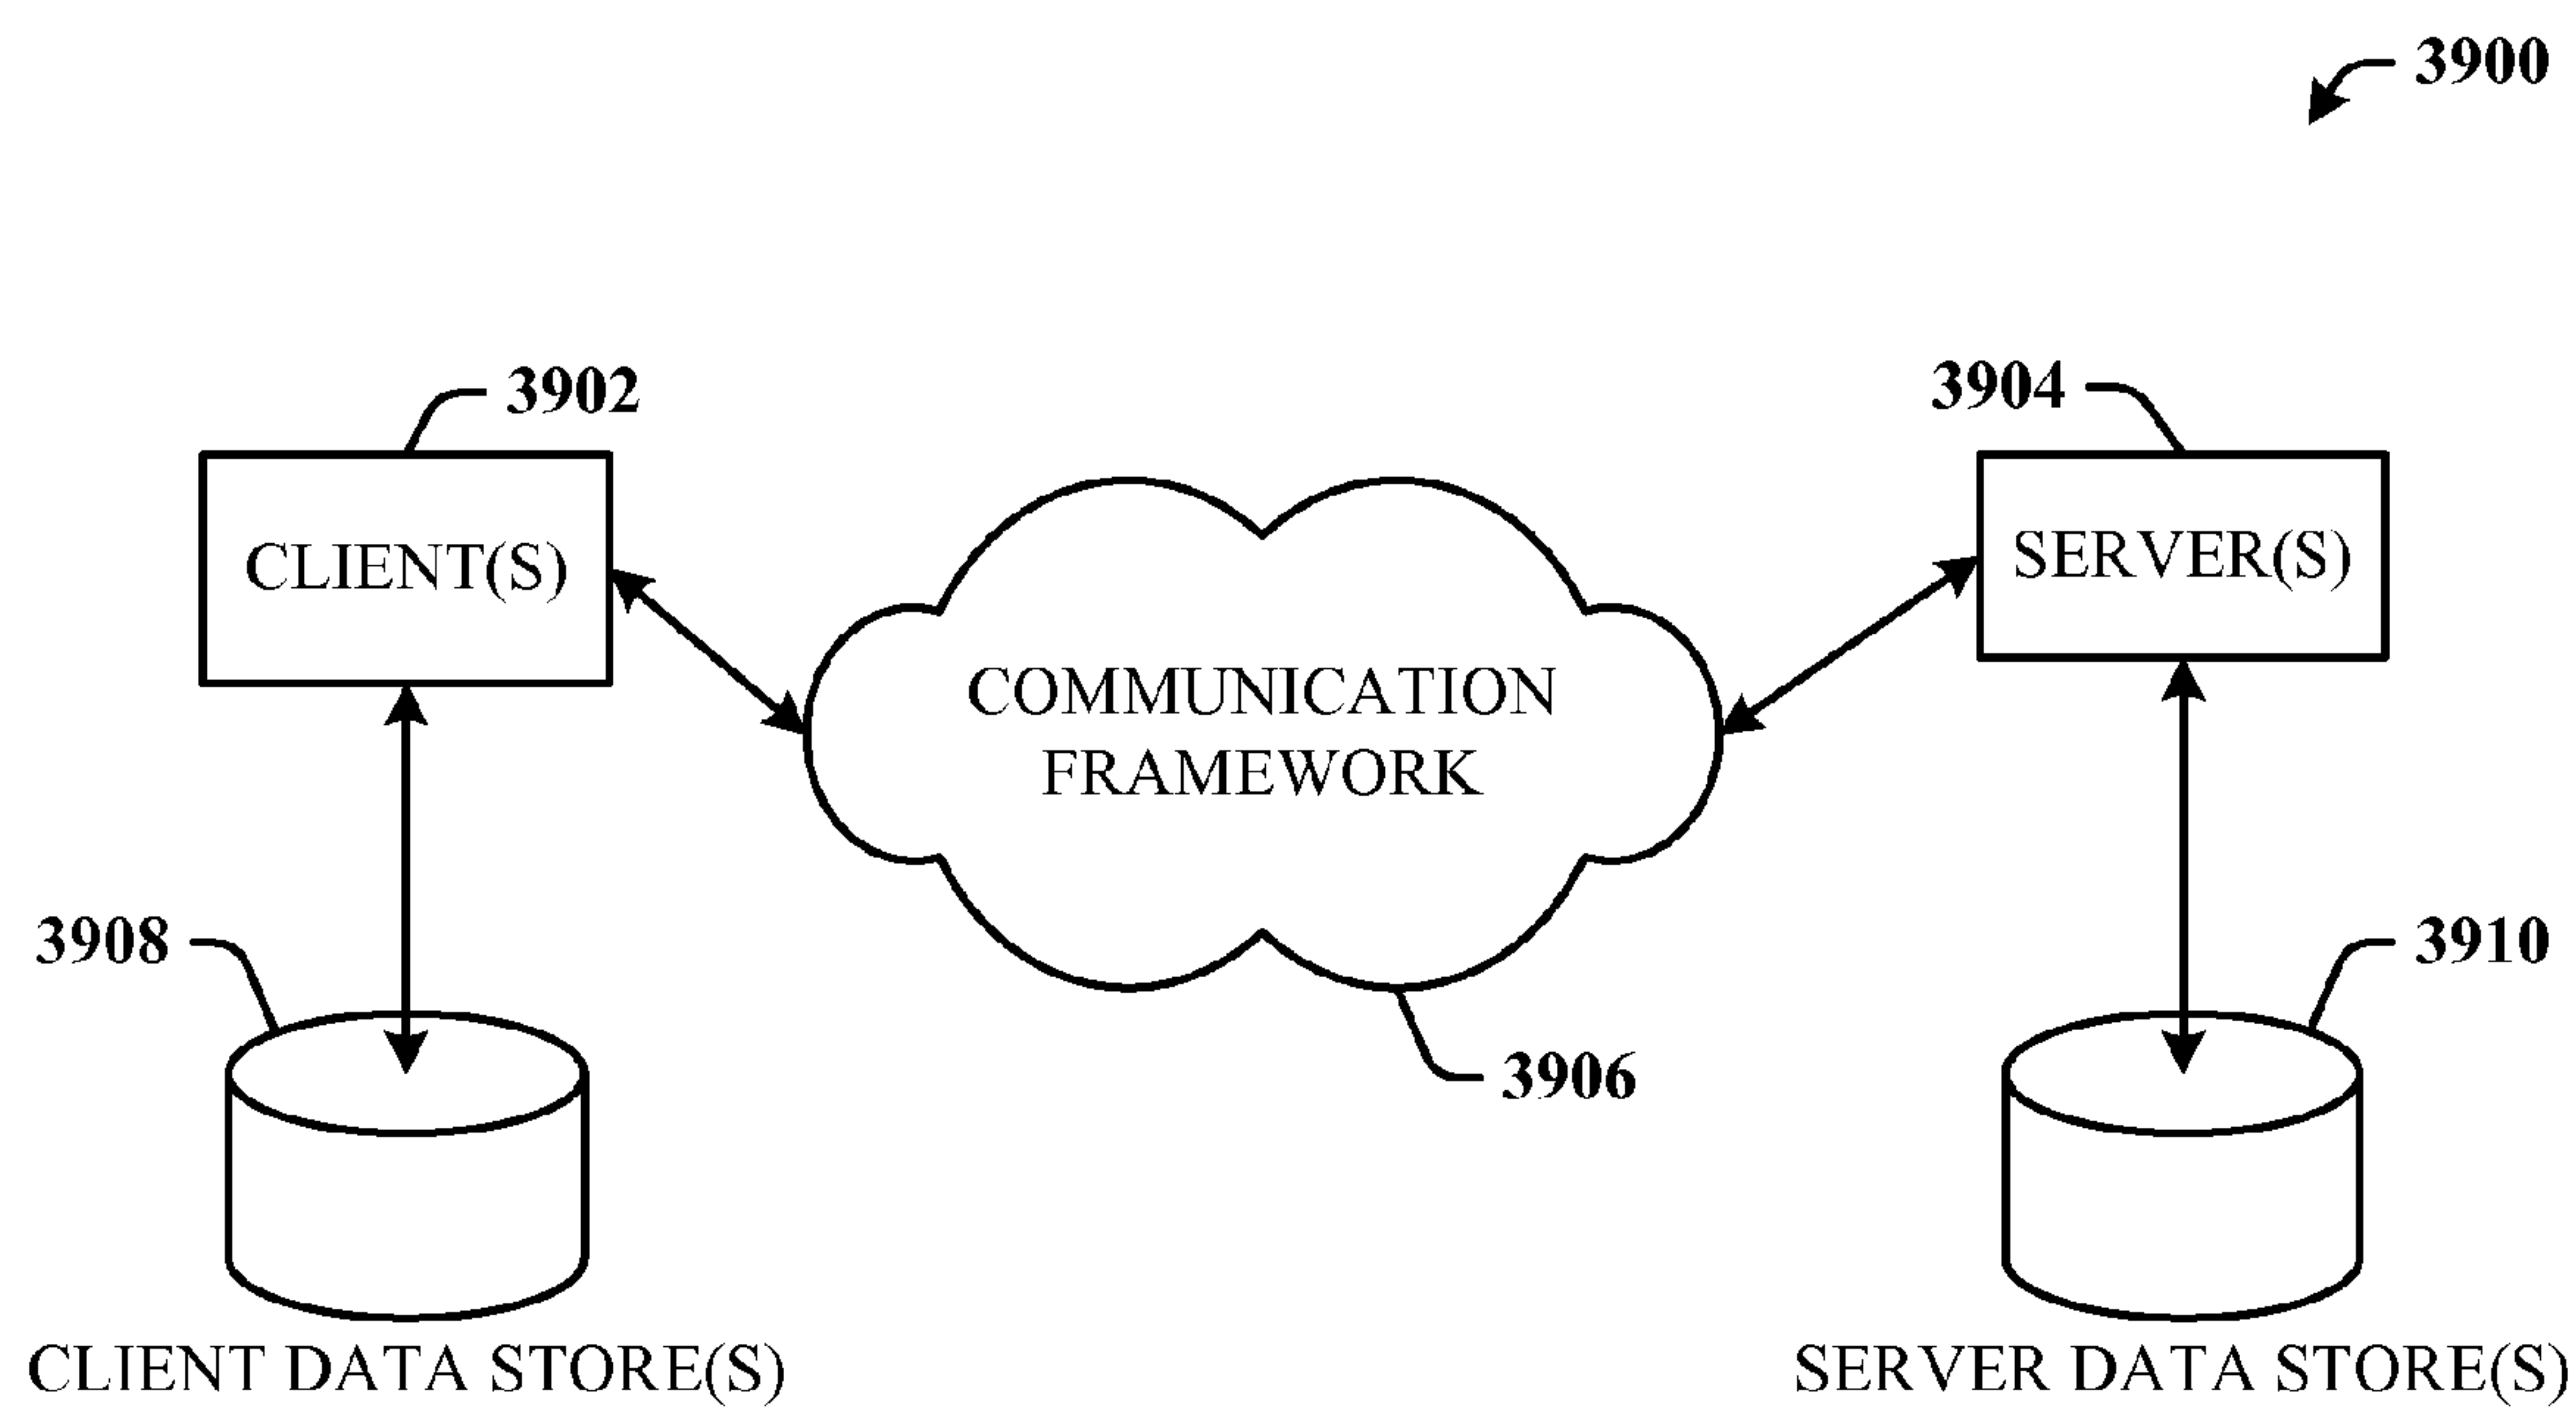 3900
3902
3904
CLIENT(S)
SERVER(S)
COMMUNICATION
FRAMEWORK
3908
3910
3906
CLIENT DATA STORE(S)
SERVER DATA STORE(S)